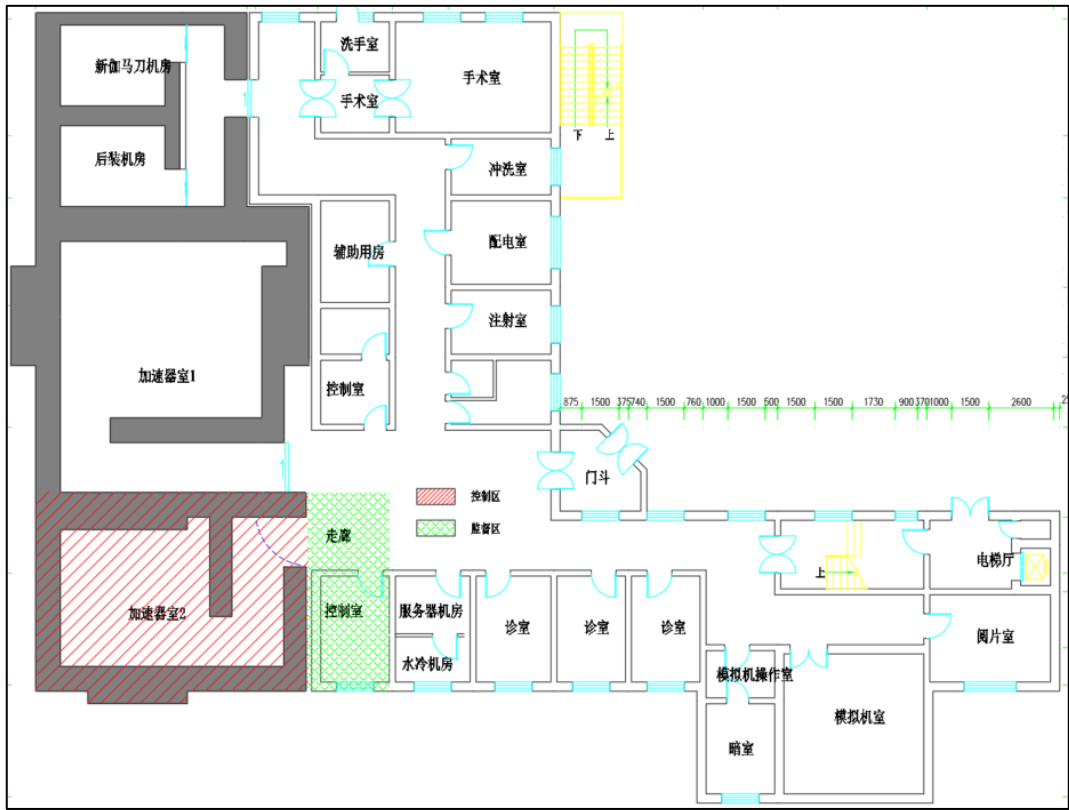 洗手室
新伽马刀机房
手术室
手术室
下
上
后装机房
冲洗室
辅助用房
配电室
注射室
加速器室1
控制室
875 1500 375 740 1500 760 1000 1500 500 1500 1500 1730 900 370 1000 1500 2600
门斗
控制区
走廊
监督区
电梯厅
上
加速器室2
控制室
服务器机房
诊室
诊室
诊室
阅片室
水冷机房
模拟机操作室
模拟机室
暗室